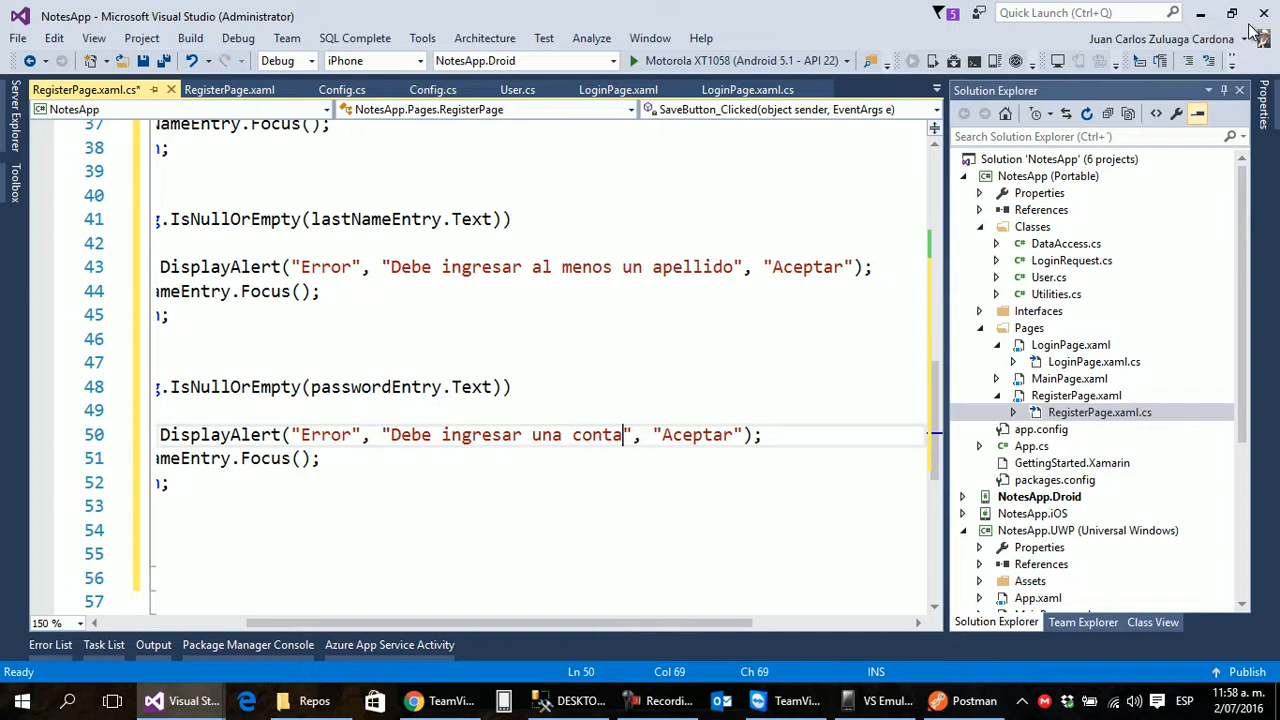 NotesApp - Microsoft Visual Studio (Administrator)
5
Quick Launch (Ctrl+Q)
File Edit View Project Build Debug Team SQL Complete Tools Architecture Test Analyze Window Help
Juan Carlos Zuluaga Cardona
Debug iPhone NotesApp.Droid Motorola XT1058 (Android 5.1 - API 22)
RegisterPage.xaml.cs* RegisterPage.xaml Config.cs Config.cs User.cs LoginPage.xaml LoginPage.xaml.cs
NotesApp NotesApp.Pages.RegisterPage SaveButton_Clicked(object sender, EventArgs e)
Server Explorer
Toolbox
37 ameEntry.Focus();
38 n;
39
40
41 g.IsNullOrEmpty(lastNameEntry.Text))
42
43 DisplayAlert("Error", "Debe ingresar al menos un apellido", "Aceptar");
44 ameEntry.Focus();
45 n;
46
47
48 g.IsNullOrEmpty(passwordEntry.Text))
49
50 DisplayAlert("Error", "Debe ingresar una conta", "Aceptar");
51 ameEntry.Focus();
52 n;
53
54
55
56
57
150 %
Solution Explorer
Search Solution Explorer (Ctrl+´)
Solution 'NotesApp' (6 projects)
NotesApp (Portable)
Properties
References
Classes
DataAccess.cs
LoginRequest.cs
User.cs
Utilities.cs
Interfaces
Pages
LoginPage.xaml
LoginPage.xaml.cs
MainPage.xaml
RegisterPage.xaml
RegisterPage.xaml.cs
app.config
App.cs
GettingStarted.Xamarin
packages.config
NotesApp.Droid
NotesApp.iOS
NotesApp.UWP (Universal Windows)
Properties
References
Assets
App.xaml
Solution Explorer Team Explorer Class View
Properties
Error List Task List Output Package Manager Console Azure App Service Activity
Ready Ln 50 Col 69 Ch 69 INS Publish
Visual St... Repos TeamV... DESKTO... Recordi... TeamV... VS Emul... Postman ESP
11:58 a. m.
2/07/2016